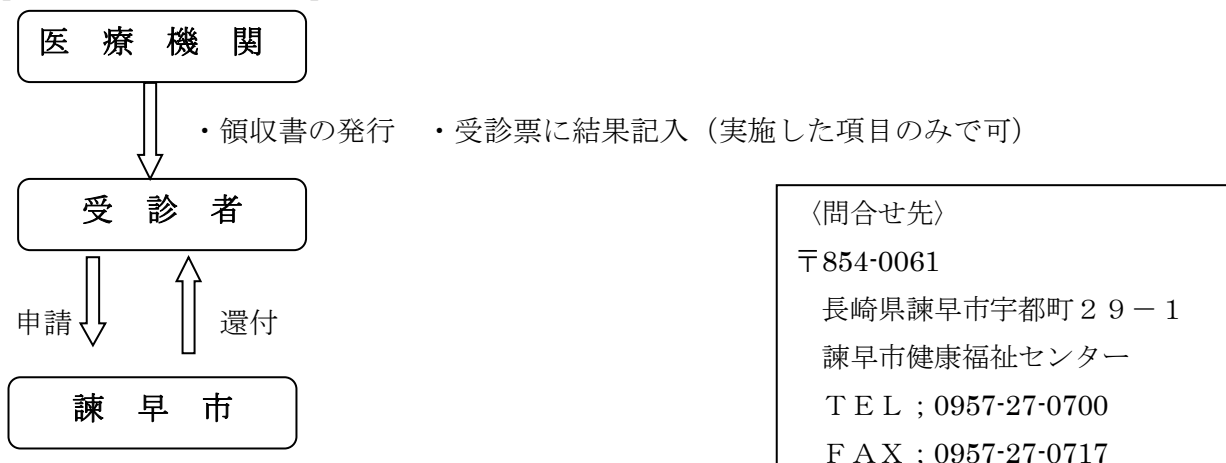 医 療 機 関
・領収書の発行 ・受診票に結果記入(実施した項目のみで可)
受 診 者
申請
還付
諫 早 市
〈問合せ先〉
〒854-0061
長崎県諫早市宇都町29-1
諫早市健康福祉センター
TEL;0957-27-0700
FAX;0957-27-0717